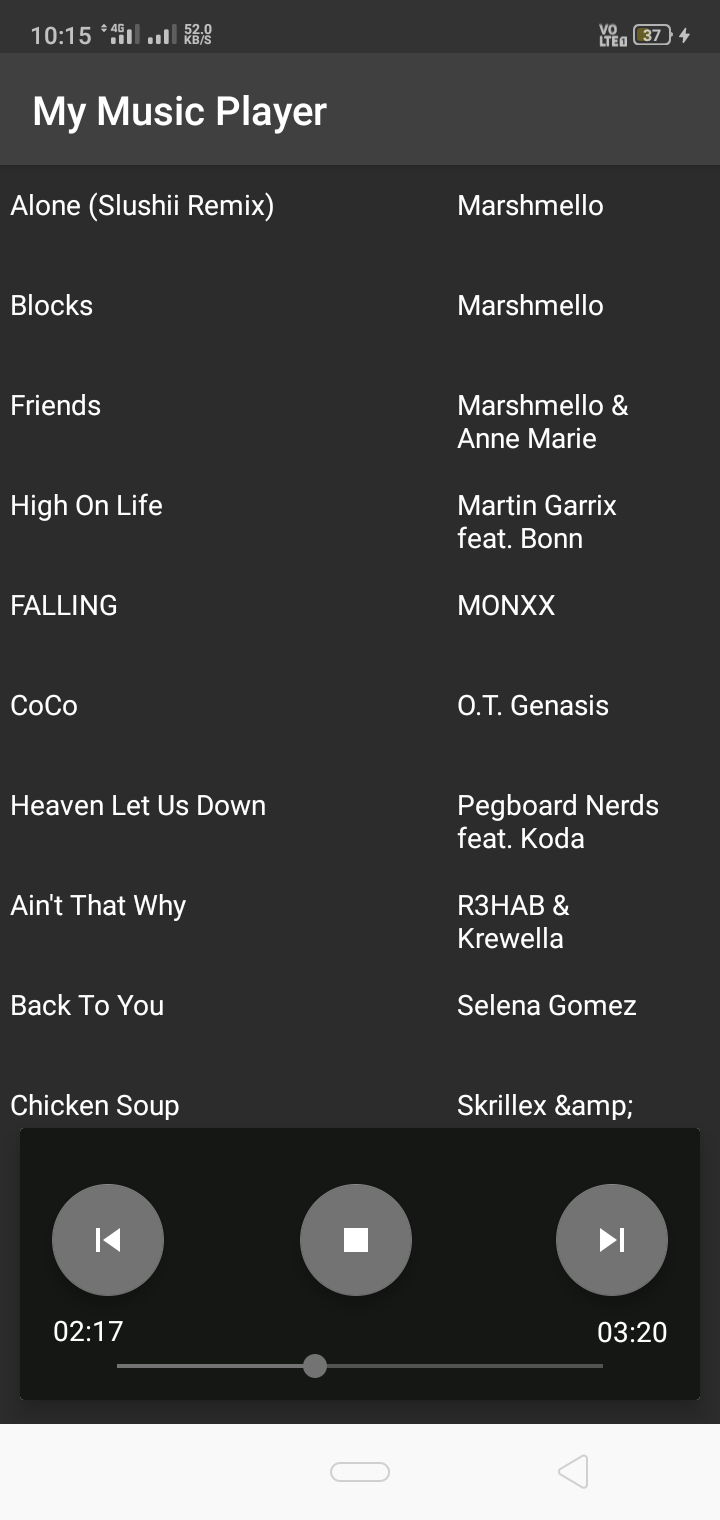 10:15 4G 52.0 KB/S VO LTE 37
My Music Player
Alone (Slushii Remix) Marshmello
Blocks Marshmello
Friends Marshmello &
Anne Marie
High On Life Martin Garrix
feat. Bonn
FALLING MONXX
CoCo O.T. Genasis
Heaven Let Us Down Pegboard Nerds
feat. Koda
Ain't That Why R3HAB &
Krewella
Back To You Selena Gomez
Chicken Soup Skrillex &amp;amp;
02:17 03:20